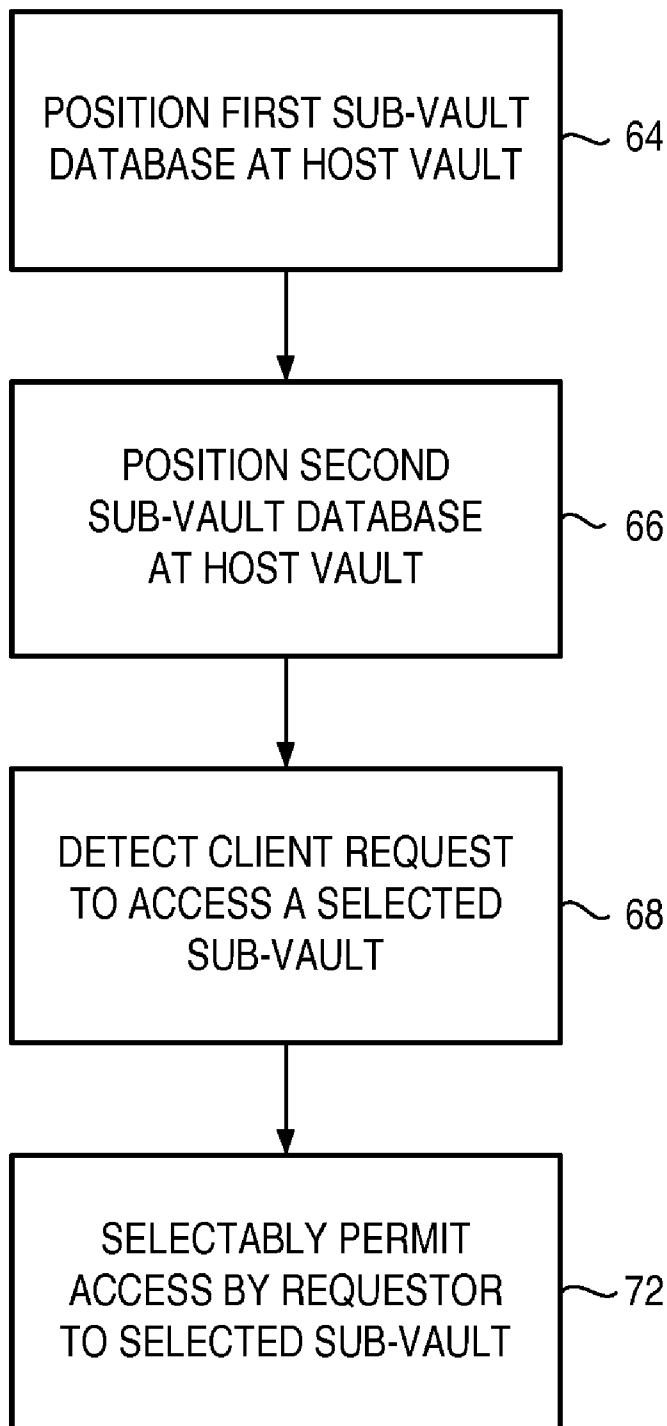 POSITION FIRST SUB-VAULT
DATABASE AT HOST VAULT
64
POSITION SECOND
SUB-VAULT DATABASE
AT HOST VAULT
66
DETECT CLIENT REQUEST
TO ACCESS A SELECTED
SUB-VAULT
68
SELECTABLY PERMIT
ACCESS BY REQUESTOR
TO SELECTED SUB-VAULT
72